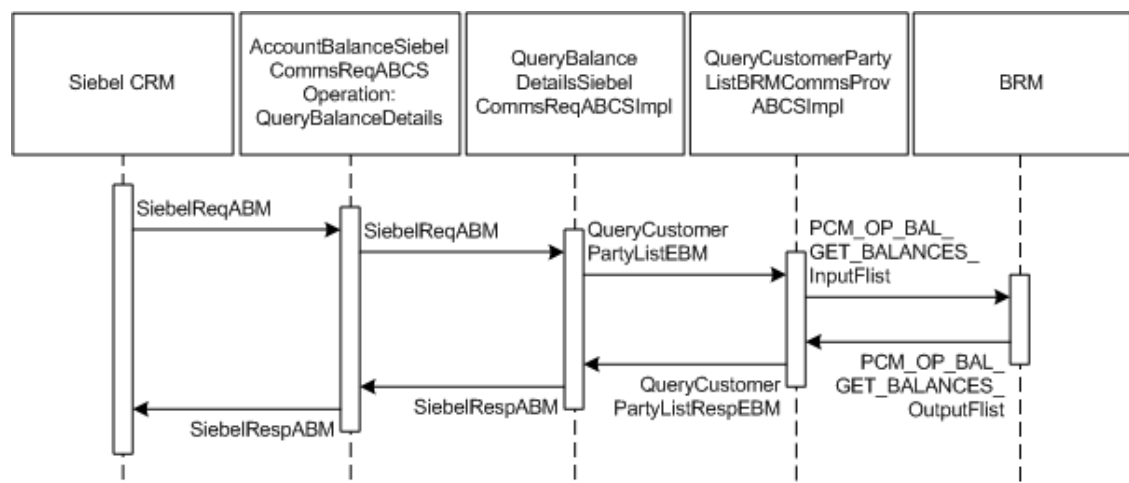 Siebel CRM
AccountBalanceSiebel
CommsReqABCS
Operation:
QueryBalanceDetails
QueryBalance
DetailsSiebel
CommsReqABCSImpl
QueryCustomerParty
ListBRMCommsProv
ABCSImpl
BRM
SiebelReqABM
SiebelReqABM
QueryCustomer
PartyListEBM
PCM_OP_BAL_
GET_BALANCES_
InputFlist
PCM_OP_BAL_
GET_BALANCES_
OutputFlist
QueryCustomer
PartyListRespEBM
SiebelRespABM
SiebelRespABM